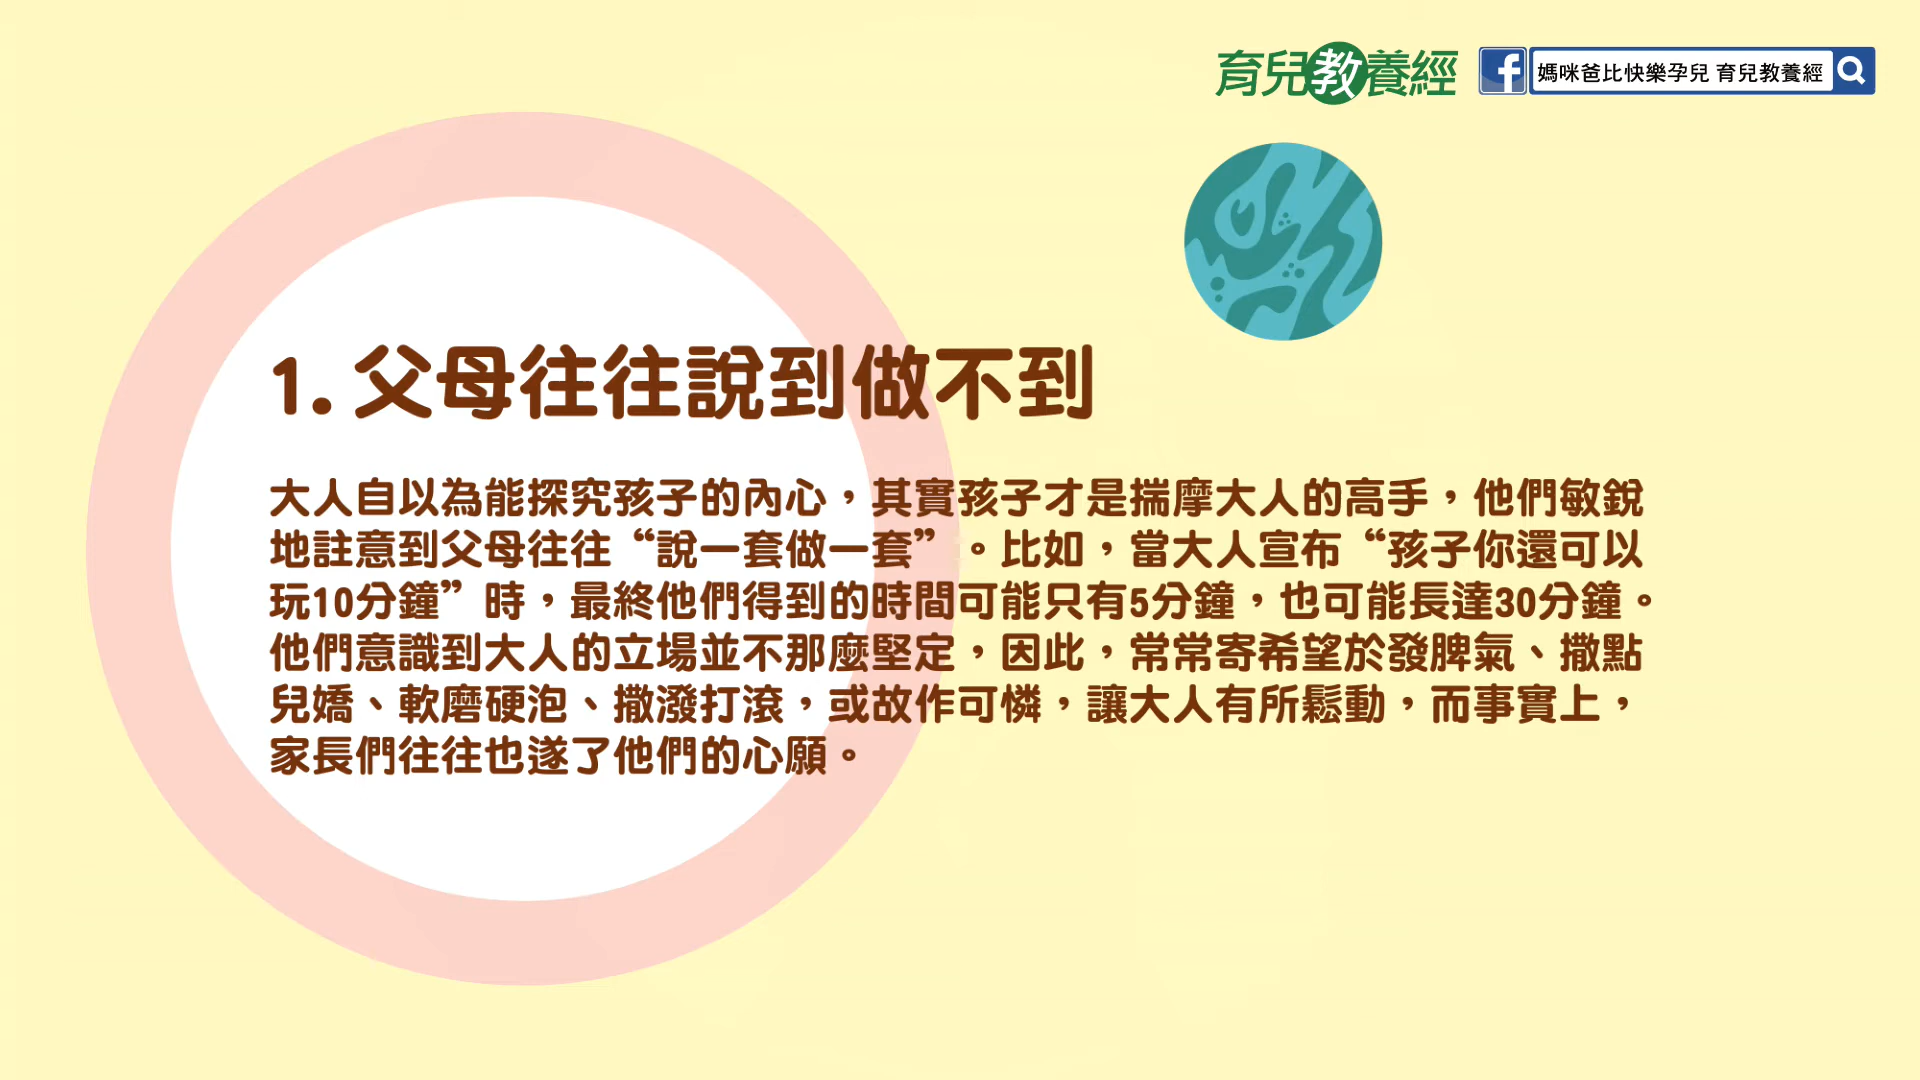 育兒教養經
媽咪爸比快樂孕兒 育兒教養經
1. 父母往往說到做不到
大人自以為能探究孩子的內心，其實孩子才是揣摩大人的高手，他們敏銳
地註意到父母往往“說一套做一套”。比如，當大人宣布“孩子你還可以
玩10分鐘”時，最終他們得到的時間可能只有5分鐘，也可能長達30分鐘。
他們意識到大人的立場並不那麼堅定，因此，常常寄希望於發脾氣、撒點
兒嬌、軟磨硬泡、撒潑打滾，或故作可憐，讓大人有所鬆動，而事實上，
家長們往往也遂了他們的心願。